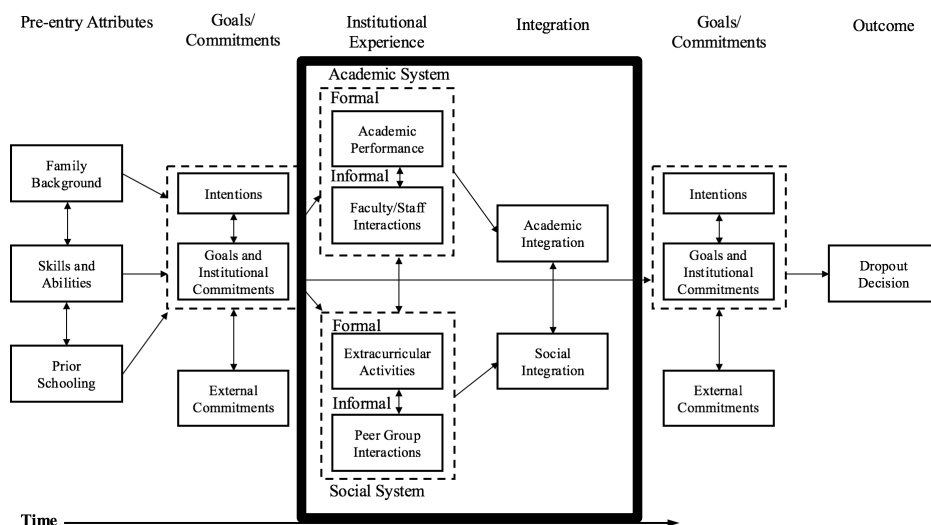 Pre-entry Attributes
Goals/
Commitments
Institutional
Experience
Integration
Goals/
Commitments
Outcome
Academic System
Formal
Academic
Performance
Informal
Faculty/Staff
Interactions
Family
Background
Skills and
Abilities
Prior
Schooling
Intentions
Goals and
Institutional
Commitments
External
Commitments
Formal
Extracurricular
Activities
Informal
Peer Group
Interactions
Social System
Academic
Integration
Social
Integration
Intentions
Goals and
Institutional
Commitments
External
Commitments
Dropout
Decision
Time